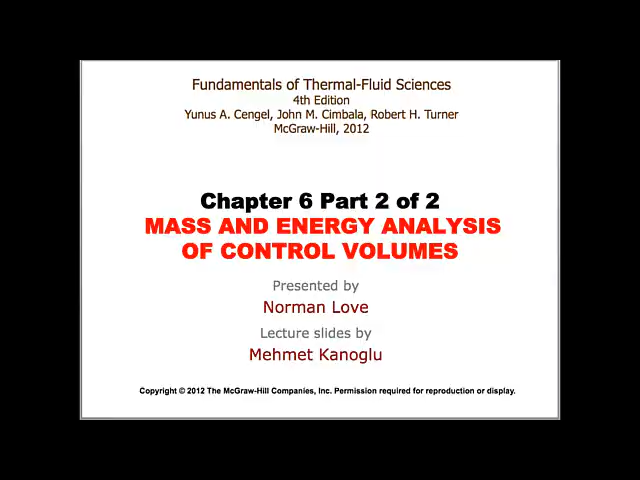 Fundamentals of Thermal-Fluid Sciences
4th Edition
Yunus A. Cengel, John M. Cimbala, Robert H. Turner
McGraw-Hill, 2012
Chapter 6 Part 2 of 2
MASS AND ENERGY ANALYSIS
OF CONTROL VOLUMES
Presented by
Norman Love
Lecture slides by
Mehmet Kanoglu
Copyright © 2012 The McGraw-Hill Companies, Inc. Permission required for reproduction or display.